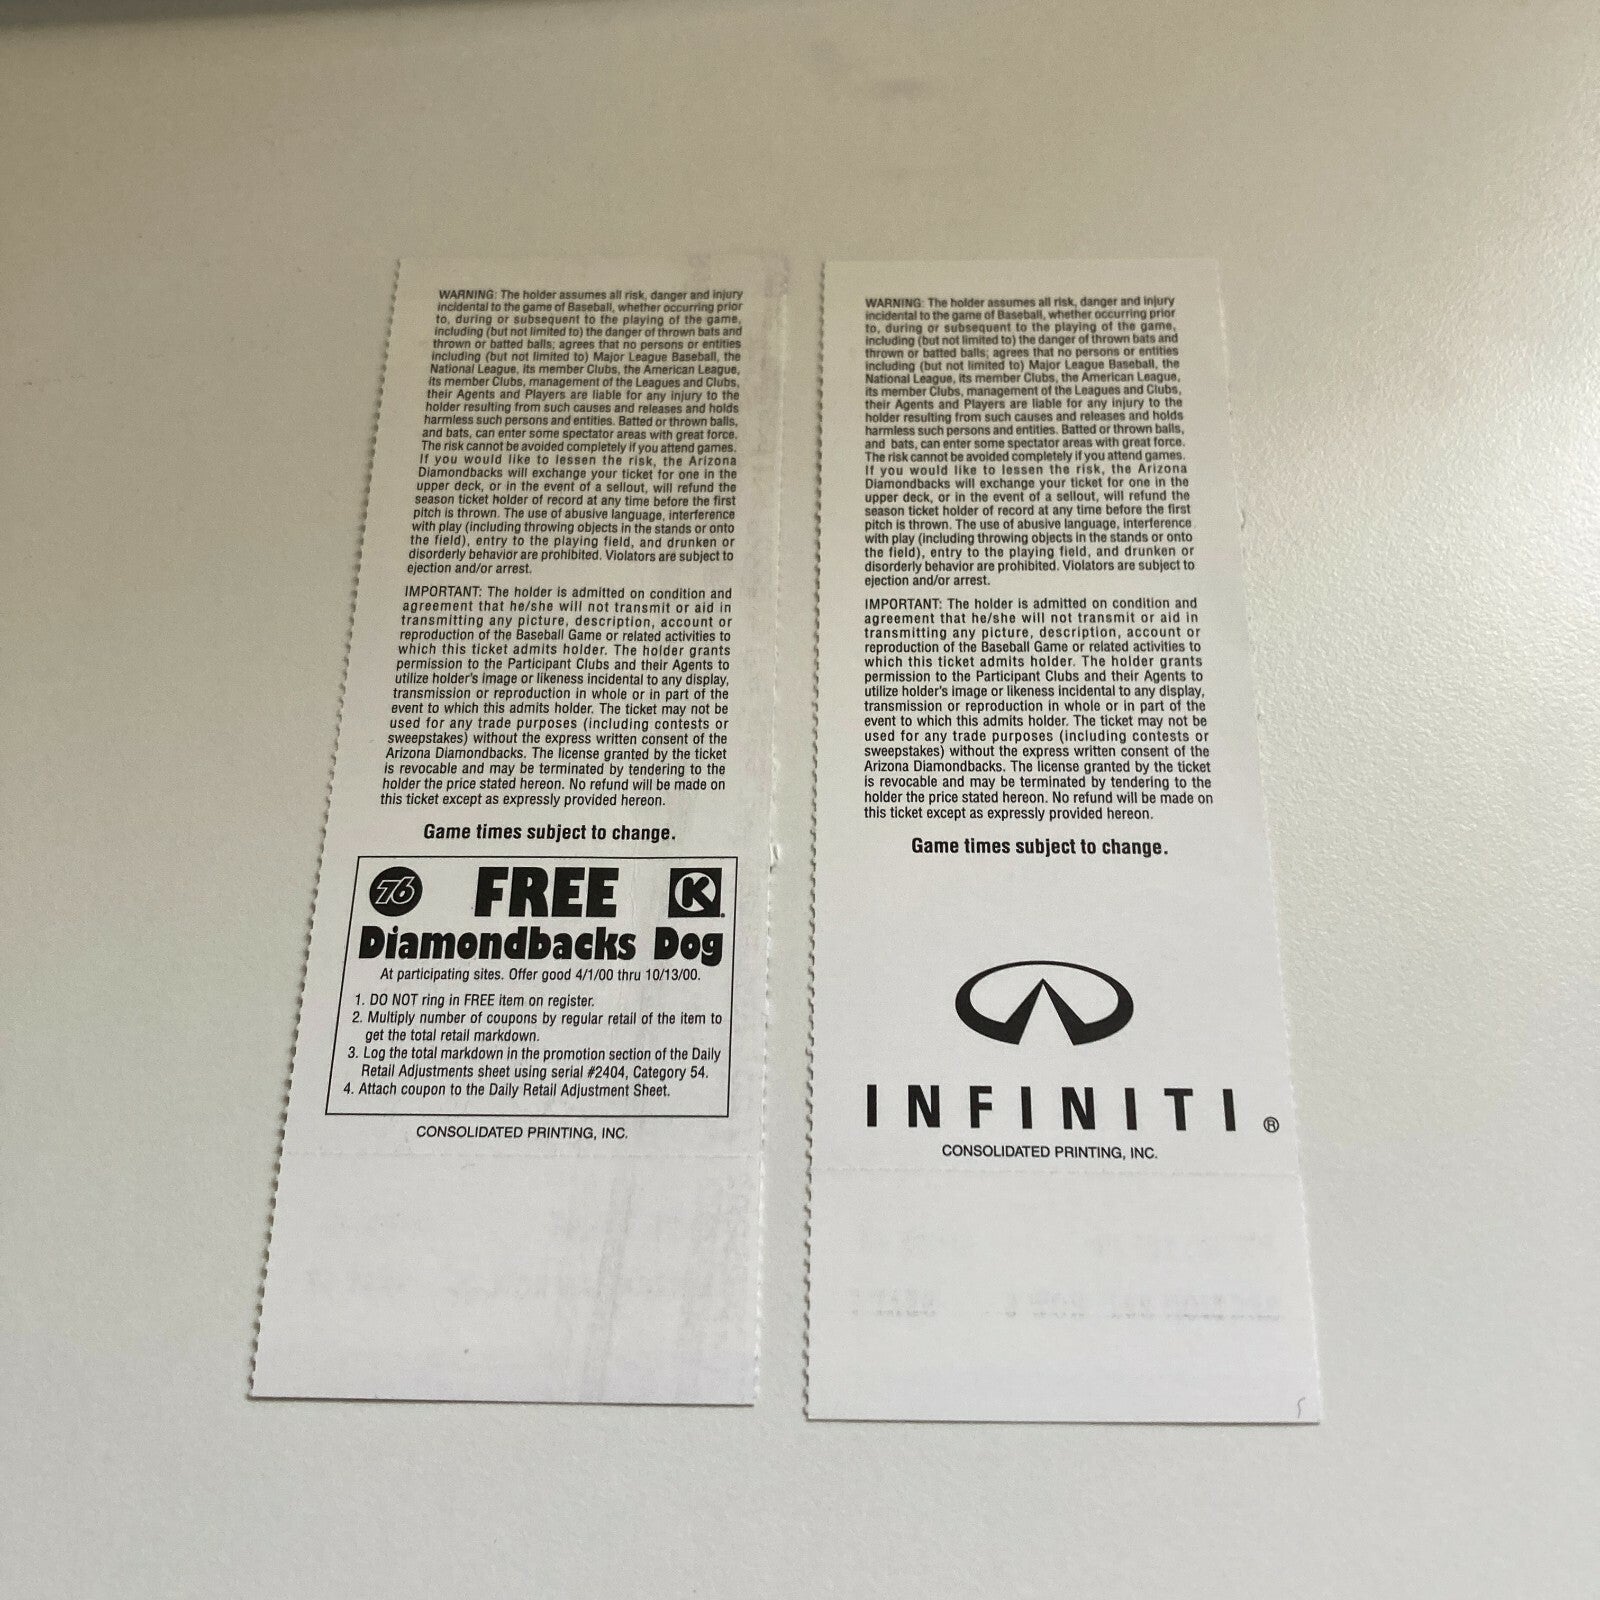 WARNING: The holder assumes all risk, danger and injury
incidental to the game of Baseball, whether occurring prior
to, during or subsequent to the playing of the game,
including (but not limited to) the danger of thrown bats and
thrown or batted balls; agrees that no persons or entities
including (but not limited to) Major League Baseball, the
National League, its member Clubs, the American League,
its member Clubs, management of the Leagues and Clubs,
their Agents and Players are liable for any injury to the
holder resulting from such causes and releases and holds
harmless such persons and entities. Batted or thrown balls,
and bats, can enter some spectator areas with great force.
The risk cannot be avoided completely if you attend games.
If you would like to lessen the risk, the Arizona
Diamondbacks will exchange your ticket for one in the
upper deck, or in the event of a sellout, will refund the
season ticket holder of record at any time before the first
pitch is thrown. The use of abusive language, interference
with play (including throwing objects in the stands or onto
the field), entry to the playing field, and drunken or
disorderly behavior are prohibited. Violators are subject to
ejection and/or arrest.
IMPORTANT: The holder is admitted on condition and
agreement that he/she will not transmit or aid in
transmitting any picture, description, account or
reproduction of the Baseball Game or related activities to
which this ticket admits holder. The holder grants
permission to the Participant Clubs and their Agents to
utilize holder's image or likeness incidental to any display,
transmission or reproduction in whole or in part of the
event to which this admits holder. The ticket may not be
used for any trade purposes (including contests or
sweepstakes) without the express written consent of the
Arizona Diamondbacks. The license granted by the ticket
is revocable and may be terminated by tendering to the
holder the price stated hereon. No refund will be made on
this ticket except as expressly provided hereon.
Game times subject to change.
76 FREE K
Diamondbacks Dog
At participating sites. Offer good 4/1/00 thru 10/13/00.
1. DO NOT ring in FREE item on register.
2. Multiply number of coupons by regular retail of the item to
get the total retail markdown.
3. Log the total markdown in the promotion section of the Daily
Retail Adjustments sheet using serial #2404, Category 54.
4. Attach coupon to the Daily Retail Adjustment Sheet.
CONSOLIDATED PRINTING, INC.
WARNING: The holder assumes all risk, danger and injury
incidental to the game of Baseball, whether occurring prior
to, during or subsequent to the playing of the game,
including (but not limited to) the danger of thrown bats and
thrown or batted balls; agrees that no persons or entities
including (but not limited to) Major League Baseball, the
National League, its member Clubs, the American League,
its member Clubs, management of the Leagues and Clubs,
their Agents and Players are liable for any injury to the
holder resulting from such causes and releases and holds
harmless such persons and entities. Batted or thrown balls,
and bats, can enter some spectator areas with great force.
The risk cannot be avoided completely if you attend games.
If you would like to lessen the risk, the Arizona
Diamondbacks will exchange your ticket for one in the
upper deck, or in the event of a sellout, will refund the
season ticket holder of record at any time before the first
pitch is thrown. The use of abusive language, interference
with play (including throwing objects in the stands or onto
the field), entry to the playing field, and drunken or
disorderly behavior are prohibited. Violators are subject to
ejection and/or arrest.
IMPORTANT: The holder is admitted on condition and
agreement that he/she will not transmit or aid in
transmitting any picture, description, account or
reproduction of the Baseball Game or related activities to
which this ticket admits holder. The holder grants
permission to the Participant Clubs and their Agents to
utilize holder's image or likeness incidental to any display,
transmission or reproduction in whole or in part of the
event to which this admits holder. The ticket may not be
used for any trade purposes (including contests or
sweepstakes) without the express written consent of the
Arizona Diamondbacks. The license granted by the ticket
is revocable and may be terminated by tendering to the
holder the price stated hereon. No refund will be made on
this ticket except as expressly provided hereon.
Game times subject to change.
INFINITI®
CONSOLIDATED PRINTING, INC.